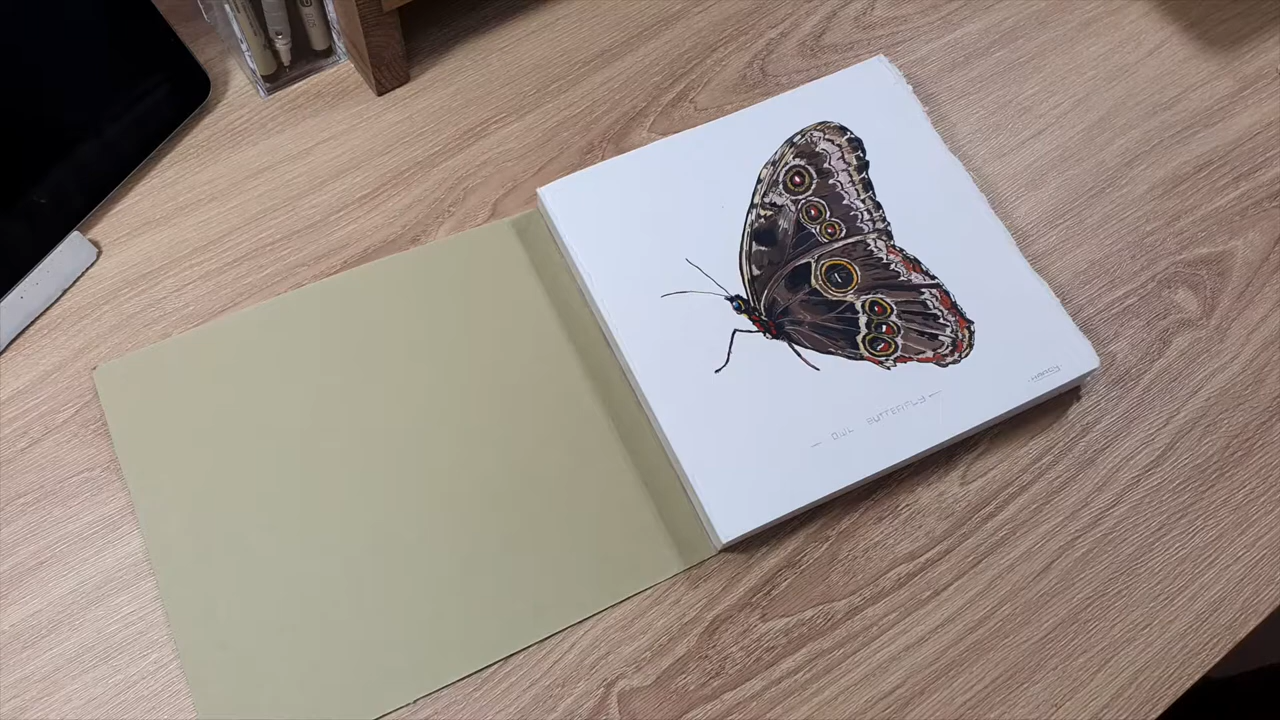 — OWL BUTTERFLY —